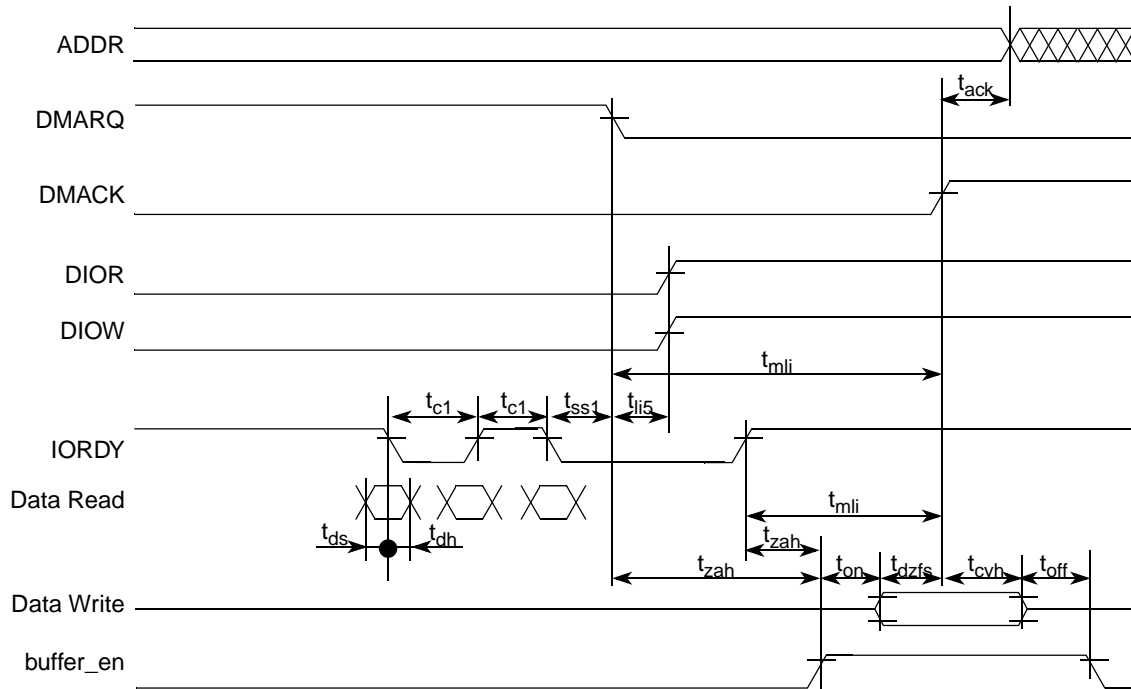 ADDR
t_ack
DMARQ
DMACK
DIOR
DIOW
t_mli
t_c1 t_c1 t_ss1 t_li5
IORDY
Data Read
t_mli
t_ds t_dh t_zah
t_zah t_on t_dzfs t_cvh t_off
Data Write
buffer_en